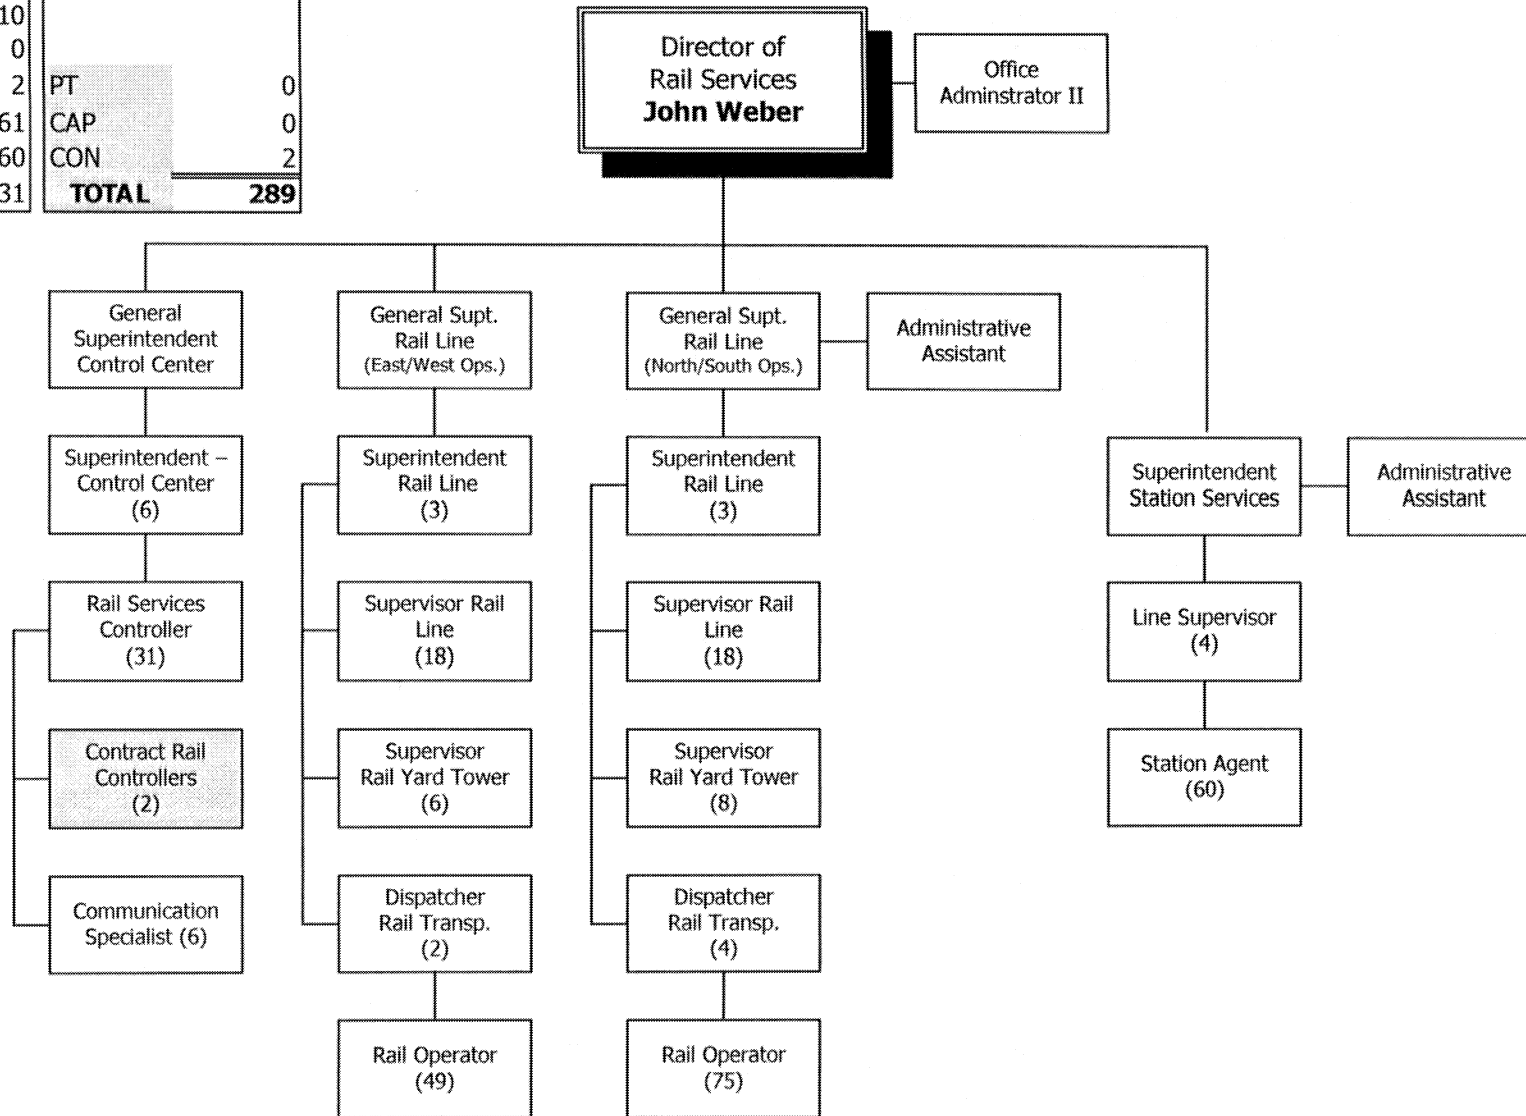 10
0
2 PT 0
61 CAP 0
60 CON 2
31 TOTAL 289
Director of
Rail Services
John Weber
Office
Adminstrator II
General
Superintendent
Control Center
General Supt.
Rail Line
(East/West Ops.)
General Supt.
Rail Line
(North/South Ops.)
Administrative
Assistant
Superintendent –
Control Center
(6)
Superintendent
Rail Line
(3)
Superintendent
Rail Line
(3)
Superintendent
Station Services
Administrative
Assistant
Rail Services
Controller
(31)
Supervisor Rail
Line
(18)
Supervisor Rail
Line
(18)
Line Supervisor
(4)
Contract Rail
Controllers
(2)
Supervisor
Rail Yard Tower
(6)
Supervisor
Rail Yard Tower
(8)
Station Agent
(60)
Communication
Specialist (6)
Dispatcher
Rail Transp.
(2)
Dispatcher
Rail Transp.
(4)
Rail Operator
(49)
Rail Operator
(75)